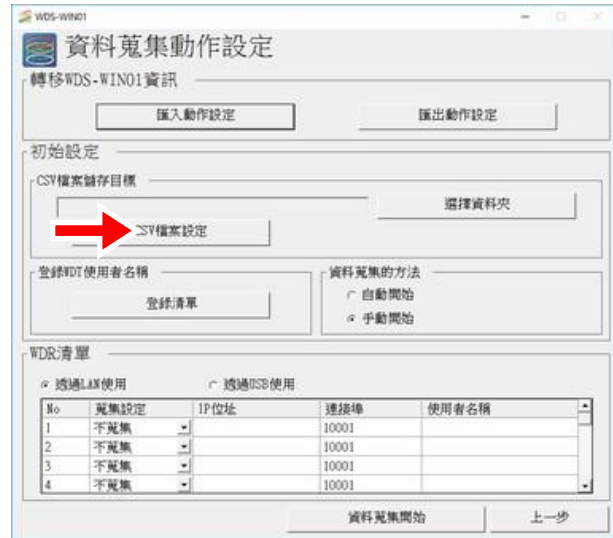 WDS-WIN01
資料蒐集動作設定
轉移WDS-WIN01資訊
匯入動作設定
匯出動作設定
初始設定
CSV檔案儲存目標
選擇資料夾
CSV檔案設定
登錄WDT使用者名稱
登錄清單
資料蒐集的方法
自動開始
手動開始
WDR清單
透過LAN使用 透過USB使用
No 蒐集設定 IP位址 連接埠 使用者名稱
1 不蒐集 10001
2 不蒐集 10001
3 不蒐集 10001
4 不蒐集 10001
資料蒐集開始 上一步